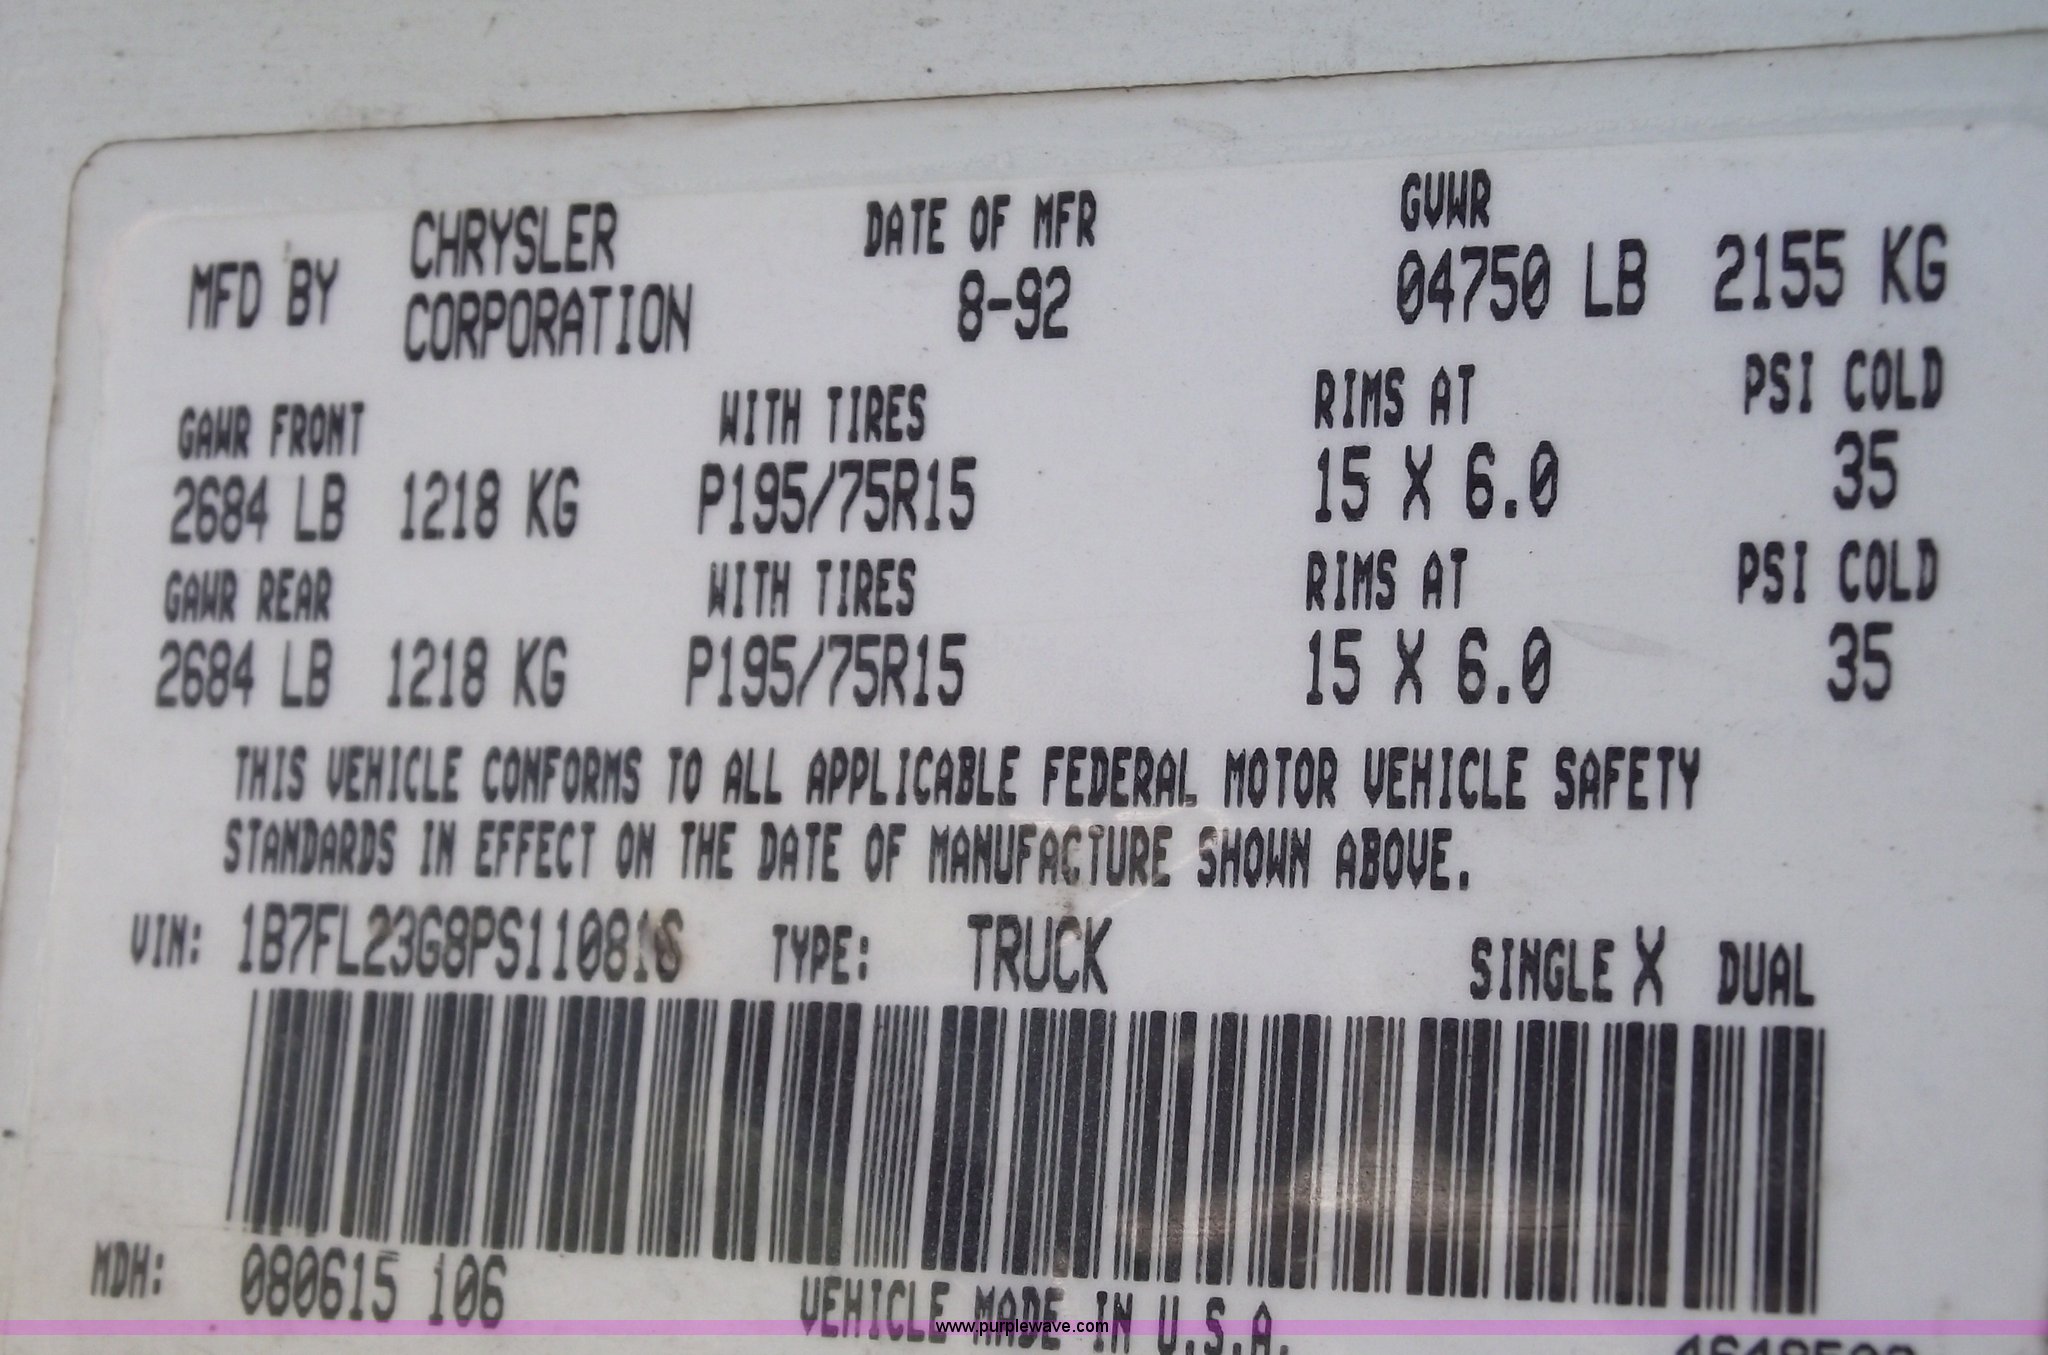 MFD BY CHRYSLER CORPORATION DATE OF MFR 8-92 GVWR 04750 LB 2155 KG
GAWR FRONT WITH TIRES RIMS AT PSI COLD
2684 LB 1218 KG P195/75R15 15 X 6.0 35
GAWR REAR WITH TIRES RIMS AT PSI COLD
2684 LB 1218 KG P195/75R15 15 X 6.0 35
THIS VEHICLE CONFORMS TO ALL APPLICABLE FEDERAL MOTOR VEHICLE SAFETY
STANDARDS IN EFFECT ON THE DATE OF MANUFACTURE SHOWN ABOVE.
VIN: 1B7FL23G8PS110816 TYPE: TRUCK SINGLE X DUAL
MDH: 080615 106 VEHICLE MADE IN U.S.A.
www.purplewave.com